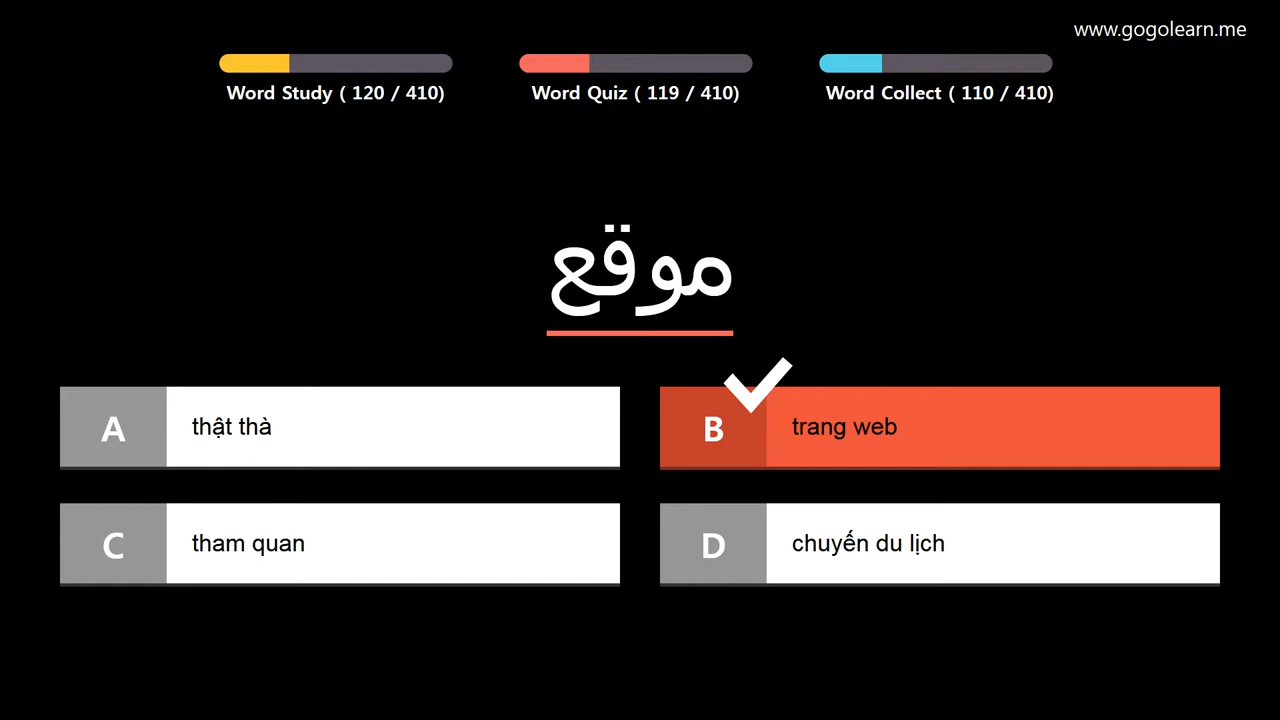 www.gogolearn.me
Word Study ( 120 / 410)
Word Quiz ( 119 / 410)
Word Collect ( 110 / 410)
موقع
A
thật thà
B
trang web
C
tham quan
D
chuyến du lịch